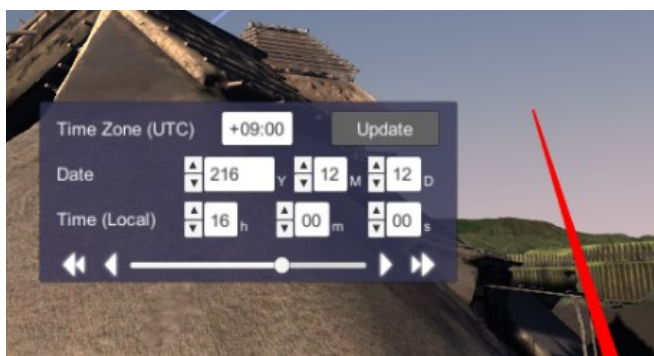 Time Zone (UTC) +09:00 Update
Date 216 Y 12 M 12 D
Time (Local) 16 h 00 m 00 s